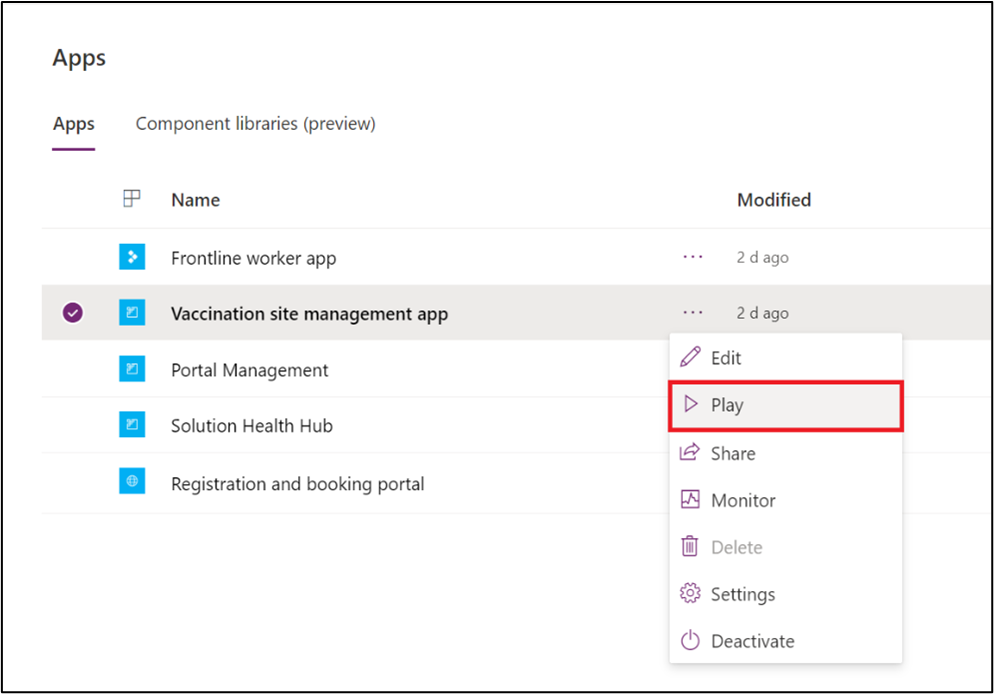 Apps
Apps Component libraries (preview)
Name Modified
Frontline worker app ··· 2 d ago
Vaccination site management app ··· 2 d ago
Edit
Portal Management
Play
Solution Health Hub
Share
Registration and booking portal
Monitor
Delete
Settings
Deactivate